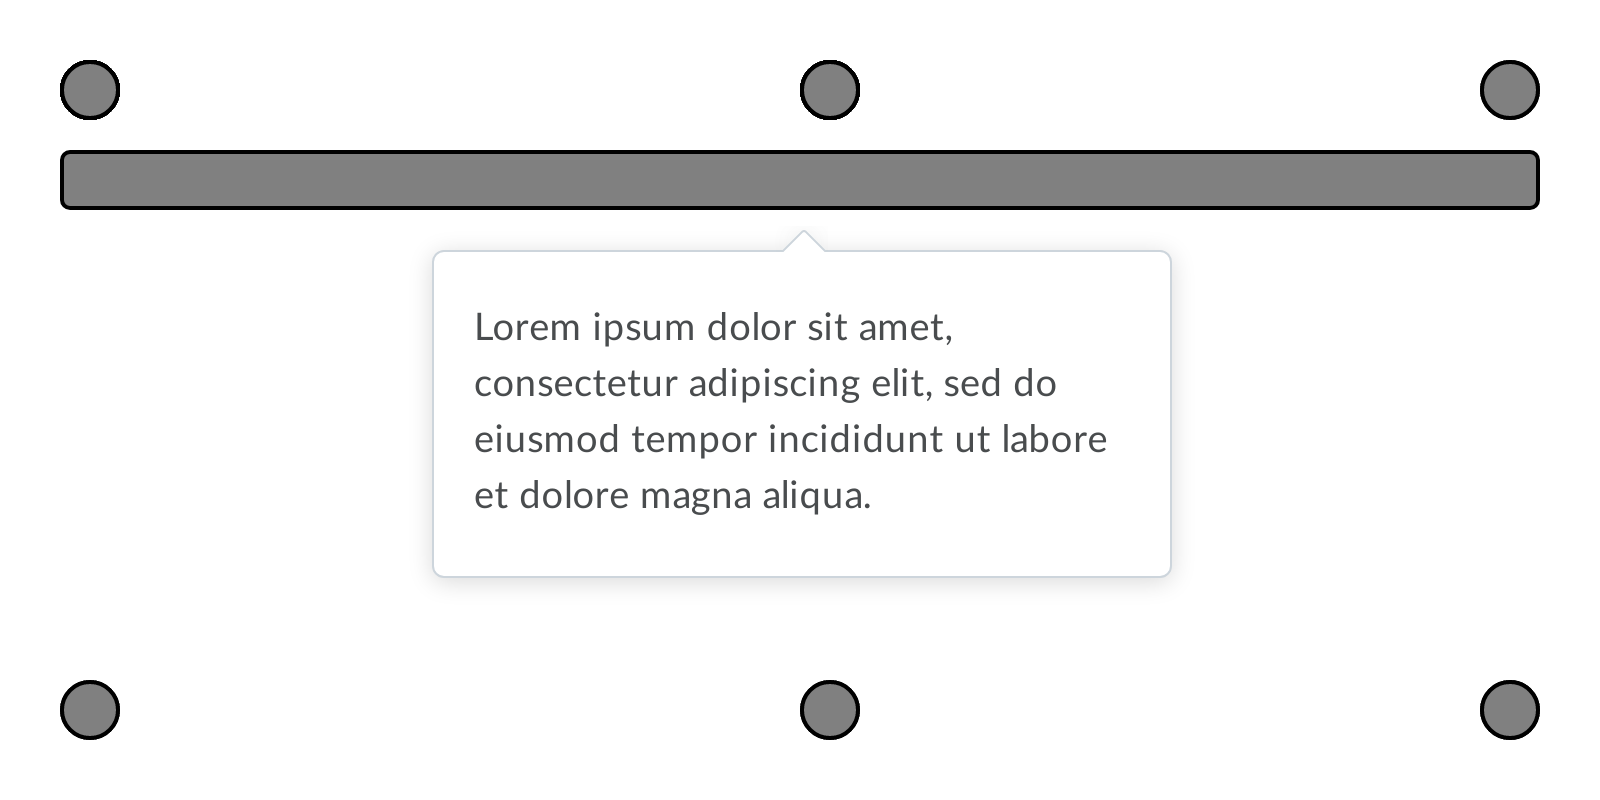 Lorem ipsum dolor sit amet,
consectetur adipiscing elit, sed do
eiusmod tempor incididunt ut labore
et dolore magna aliqua.